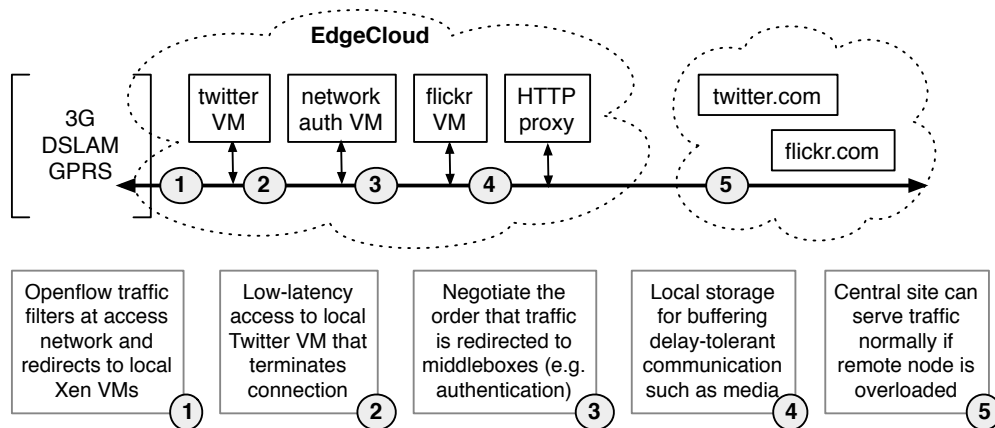 EdgeCloud
3G
DSLAM
GPRS
twitter
VM
network
auth VM
flickr
VM
HTTP
proxy
twitter.com
flickr.com
1
2
3
4
5
Openflow traffic
filters at access
network and
redirects to local
Xen VMs
1
Low-latency
access to local
Twitter VM that
terminates
connection
2
Negotiate the
order that traffic
is redirected to
middleboxes (e.g.
authentication)
3
Local storage
for buffering
delay-tolerant
communication
such as media
4
Central site can
serve traffic
normally if
remote node is
overloaded
5